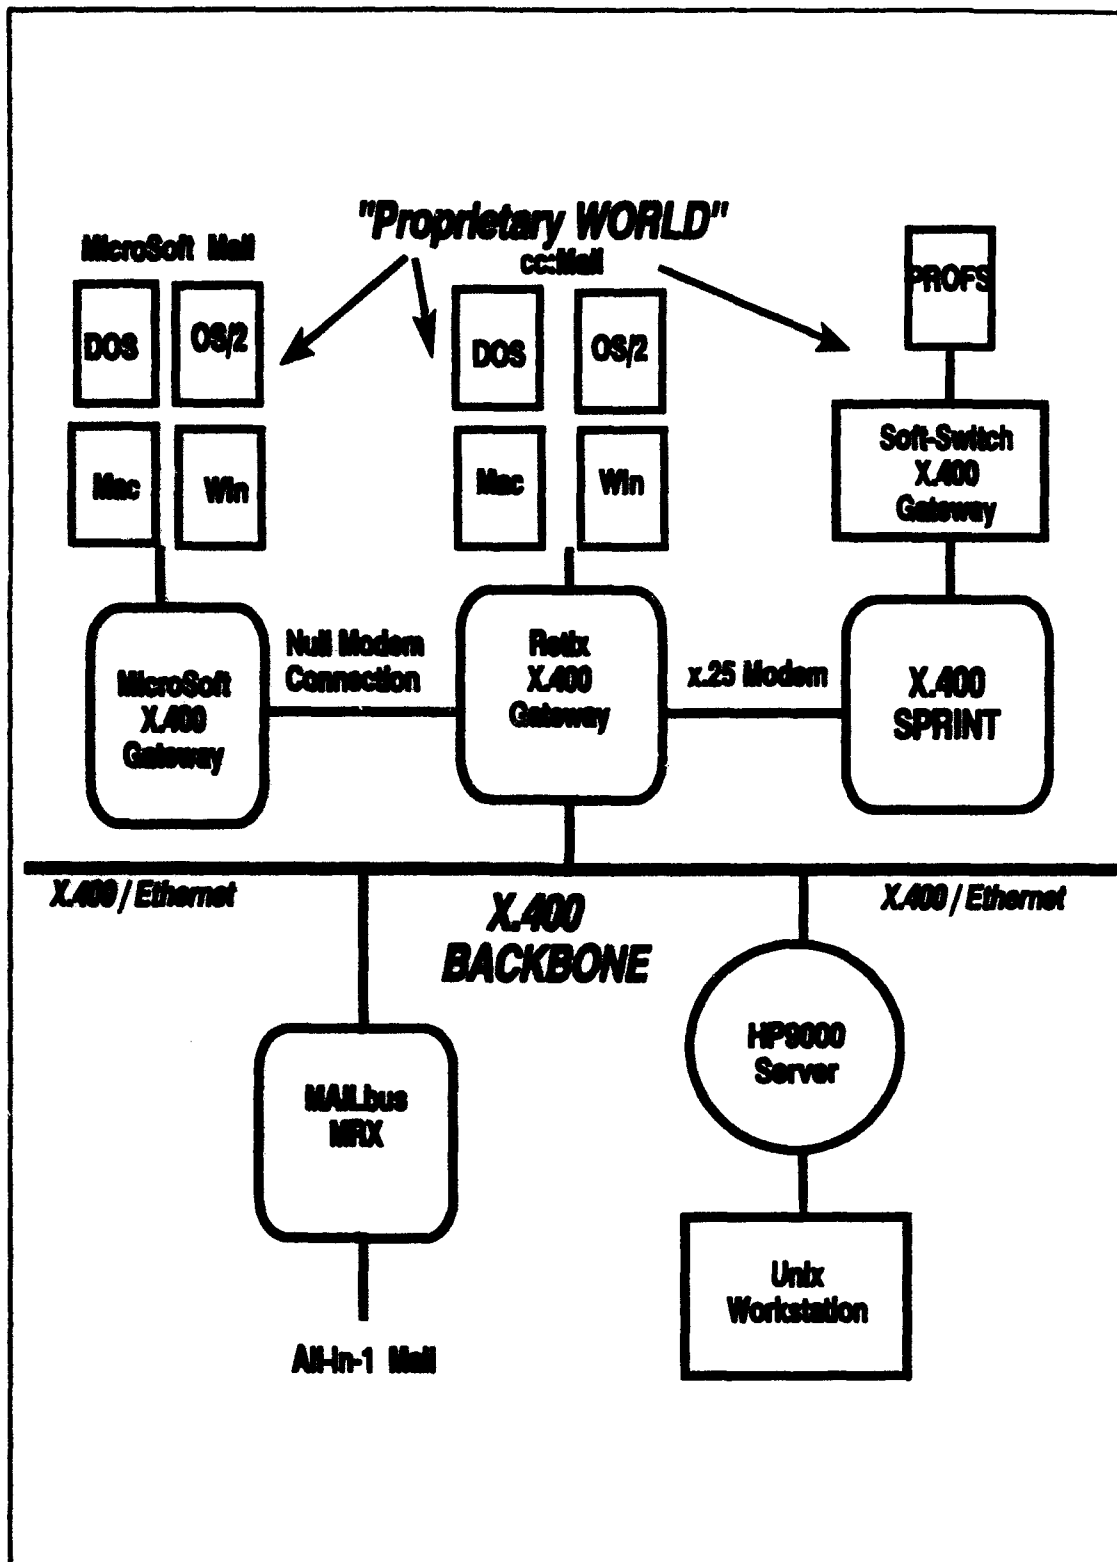 "Proprietary WORLD"
MicroSoft Mail
cc:Mail
PROFS
DOS
OS/2
DOS
OS/2
Mac
Win
Mac
Win
Soft-Switch
X.400
Gateway
MicroSoft
X.400
Gateway
Null Modem
Connection
Retix
X.400
Gateway
x.25 Modem
X.400
SPRINT
X.400 / Ethernet
X.400
BACKBONE
X.400 / Ethernet
MAILbus
MRX
HP9000
Server
Unix
Workstation
All-in-1 Mail